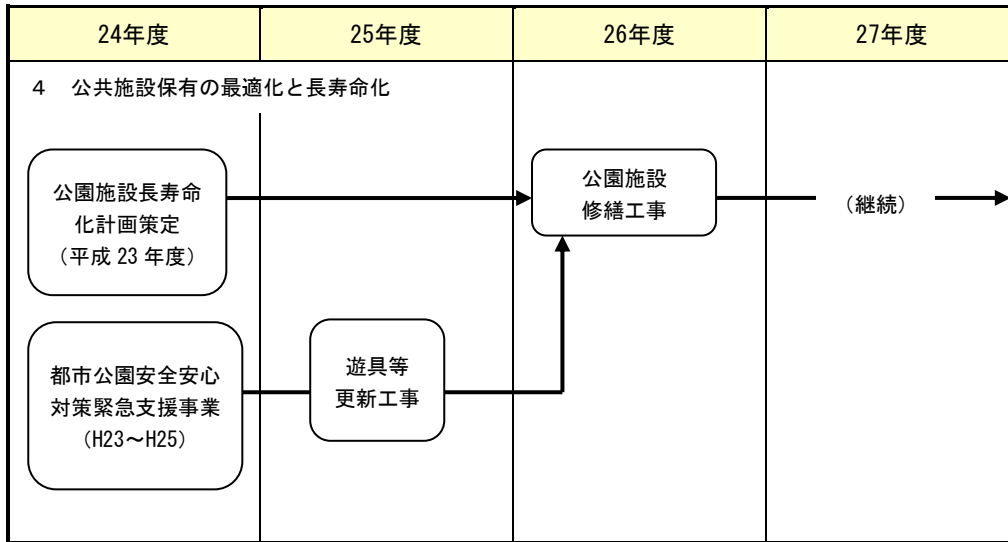 24年度
25年度
26年度
27年度
4 公共施設保有の最適化と長寿命化
公園施設長寿命
化計画策定
（平成 23 年度）
公園施設
修繕工事
（継続）
都市公園安全安心
対策緊急支援事業
（H23～H25）
遊具等
更新工事